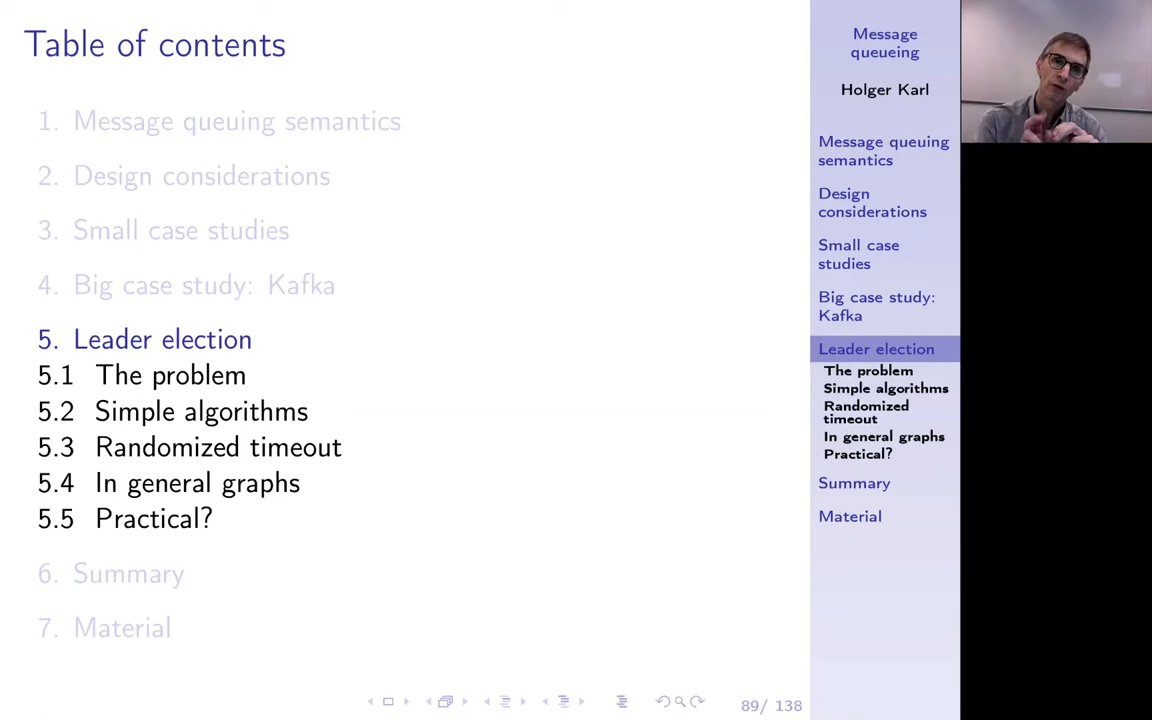 Table of contents
1. Message queuing semantics
2. Design considerations
3. Small case studies
4. Big case study: Kafka
5. Leader election
5.1 The problem
5.2 Simple algorithms
5.3 Randomized timeout
5.4 In general graphs
5.5 Practical?
6. Summary
7. Material
Message
queueing
Holger Karl
Message queuing
semantics
Design
considerations
Small case
studies
Big case study:
Kafka
Leader election
The problem
Simple algorithms
Randomized
timeout
In general graphs
Practical?
Summary
Material
89/ 138